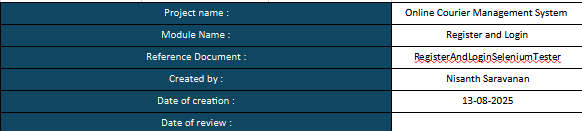 Project name : Online Courier Management System
Module Name : Register and Login
Reference Document : RegisterAndLoginSeleniumTester
Created by : Nisanth Saravanan
Date of creation : 13-08-2025
Date of review :